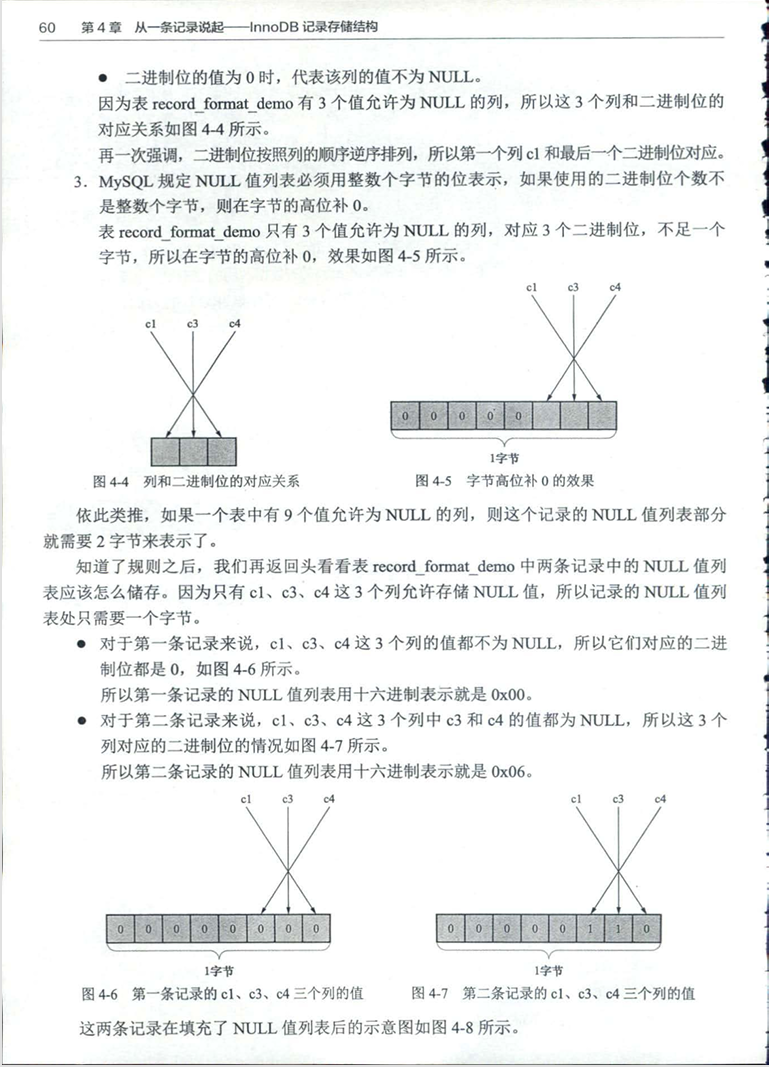 60 第 4 章 从一条记录说起——InnoDB 记录存储结构
● 二进制位的值为 0 时，代表该列的值不为 NULL。
因为表 record_format_demo 有 3 个值允许为 NULL 的列，所以这 3 个列和二进制位的
对应关系如图 4-4 所示。
再一次强调，二进制位按照列的顺序逆序排列，所以第一个列 c1 和最后一个二进制位对应。
3. MySQL 规定 NULL 值列表必须用整数个字节的位表示，如果使用的二进制位个数不
是整数个字节，则在字节的高位补 0。
表 record_format_demo 只有 3 个值允许为 NULL 的列，对应 3 个二进制位，不足一个
字节，所以在字节的高位补 0，效果如图 4-5 所示。
c1 c3 c4
图 4-4 列和二进制位的对应关系
c1 c3 c4
0 0 0 0 0
1字节
图 4-5 字节高位补 0 的效果
依此类推，如果一个表中有 9 个值允许为 NULL 的列，则这个记录的 NULL 值列表部分
就需要 2 字节来表示了。
知道了规则之后，我们再返回头看看表 record_format_demo 中两条记录中的 NULL 值列
表应该怎么储存。因为只有 c1、c3、c4 这 3 个列允许存储 NULL 值，所以记录的 NULL 值列
表处只需要一个字节。
● 对于第一条记录来说，c1、c3、c4 这 3 个列的值都不为 NULL，所以它们对应的二进
制位都是 0，如图 4-6 所示。
所以第一条记录的 NULL 值列表用十六进制表示就是 0x00。
● 对于第二条记录来说，c1、c3、c4 这 3 个列中 c3 和 c4 的值都为 NULL，所以这 3 个
列对应的二进制位的情况如图 4-7 所示。
所以第二条记录的 NULL 值列表用十六进制表示就是 0x06。
c1 c3 c4
0 0 0 0 0 0 0 0
1字节
图 4-6 第一条记录的 c1、c3、c4 三个列的值
c1 c3 c4
0 0 0 0 0 1 1 0
1字节
图 4-7 第二条记录的 c1、c3、c4 三个列的值
这两条记录在填充了 NULL 值列表后的示意图如图 4-8 所示。